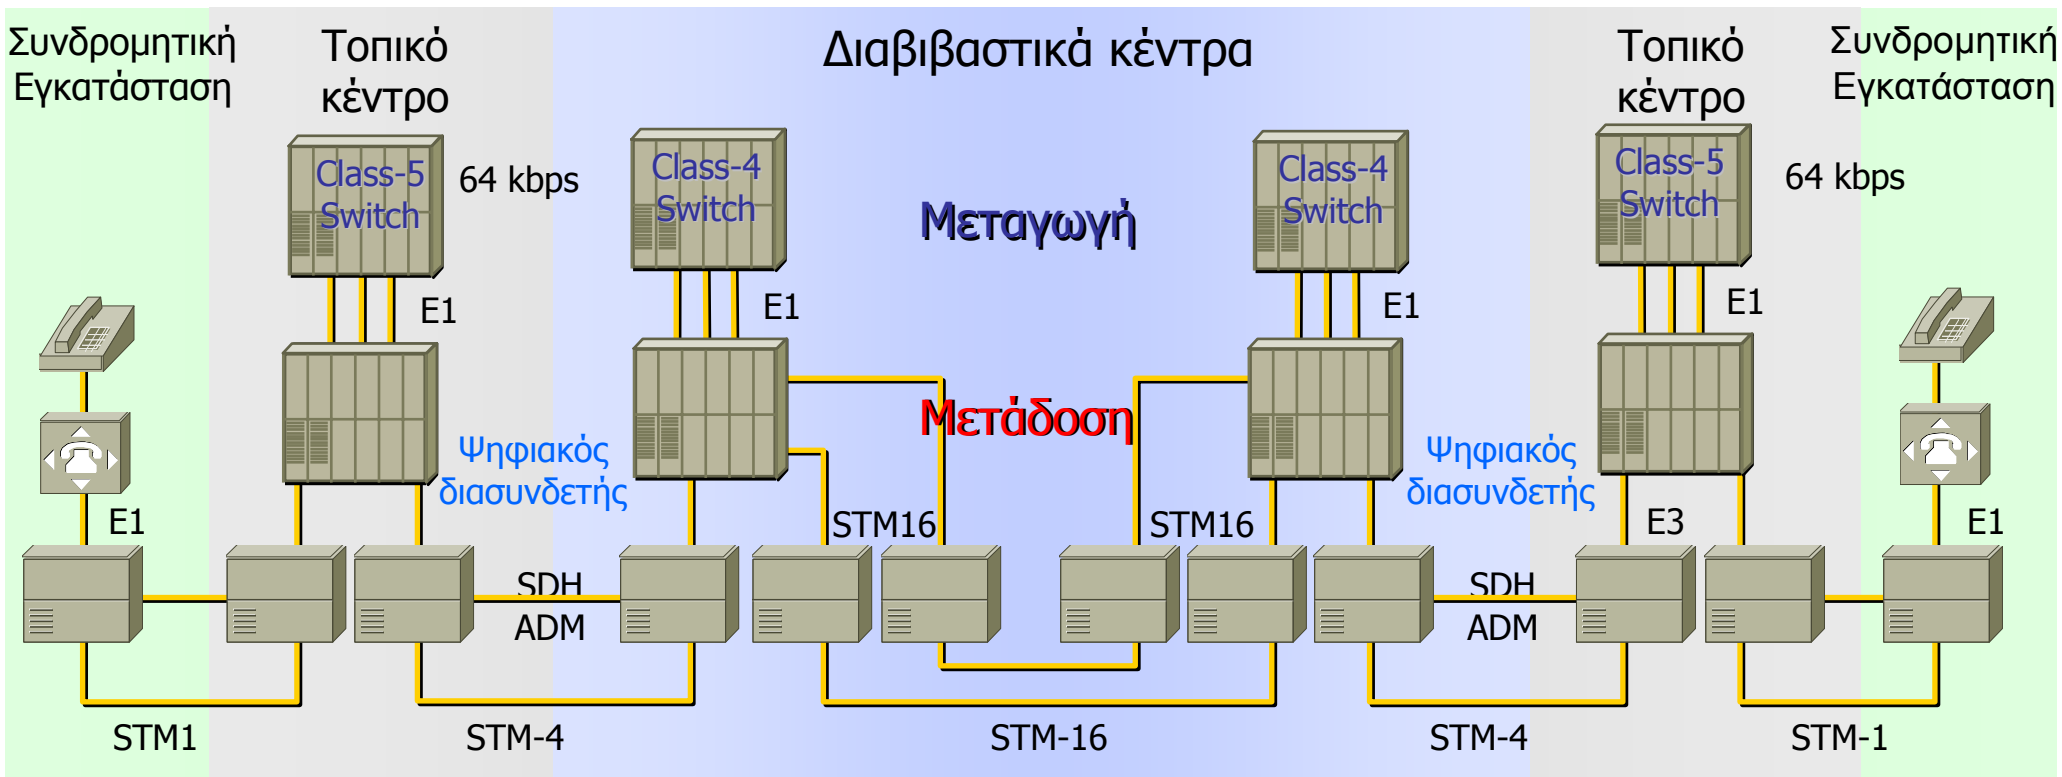 Συνδρομητική
Εγκατάσταση
Τοπικό
κέντρο
Διαβιβαστικά κέντρα
Τοπικό
κέντρο
Συνδρομητική
Εγκατάσταση
Class-5
Switch
64 kbps
Class-4
Switch
Μεταγωγή
Class-4
Switch
Class-5
Switch
64 kbps
E1
E1
E1
E1
Μετάδοση
Ψηφιακός
διασυνδετής
Ψηφιακός
διασυνδετής
E1
STM16
STM16
E3
E1
SDH
ADM
SDH
ADM
STM1
STM-4
STM-16
STM-4
STM-1